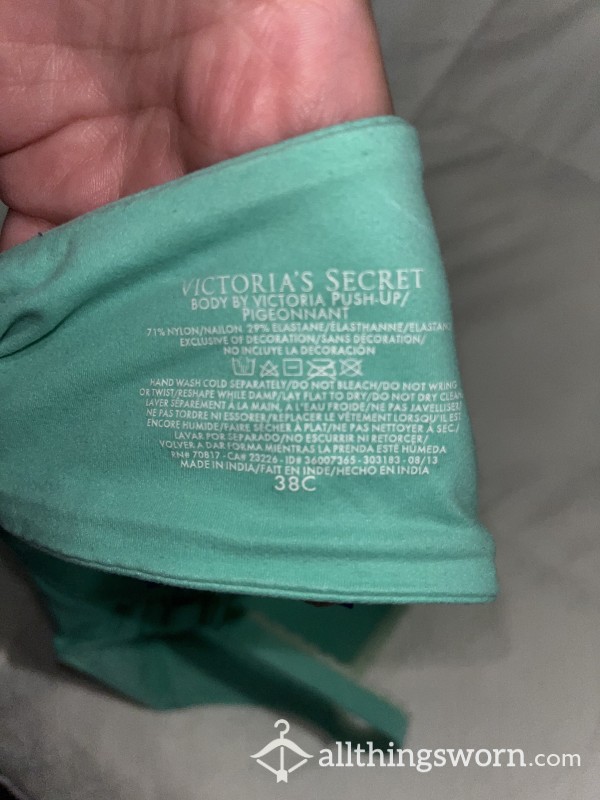 VICTORIA'S SECRET
BODY BY VICTORIA PUSH-UP/
PIGEONNANT
71% NYLON/NAILON 29% ELASTANE/ELASTHANNE/ELASTAN
EXCLUSIVE OF DECORATION/SANS DÉCORATION/
NO INCLUYE LA DECORACIÓN
HAND WASH COLD SEPARATELY/DO NOT BLEACH/DO NOT WRING
OR TWIST/RESHAPE WHILE DAMP/LAY FLAT TO DRY/DO NOT DRY CLEAN
LAVER SÉPAREMENT À LA MAIN, À L'EAU FROIDE/NE PAS JAVELLISER/
NE PAS TORDRE NI ESSORER/REPLACER LE VÊTEMENT LORSQU'IL EST
ENCORE HUMIDE/FAIRE SÉCHER À PLAT/NE PAS NETTOYER À SEC/
LAVAR POR SEPARADO/NO ESCURRIR NI RETORCER/
VOLVER A DAR FORMA MIENTRAS LA PRENDA ESTÉ HÚMEDA
RN# 70817 - CA# 23226 - ID# 36007365 - 303183 - 08/13
MADE IN INDIA/FAIT EN INDE/HECHO EN INDIA
38C
allthingsworn.com